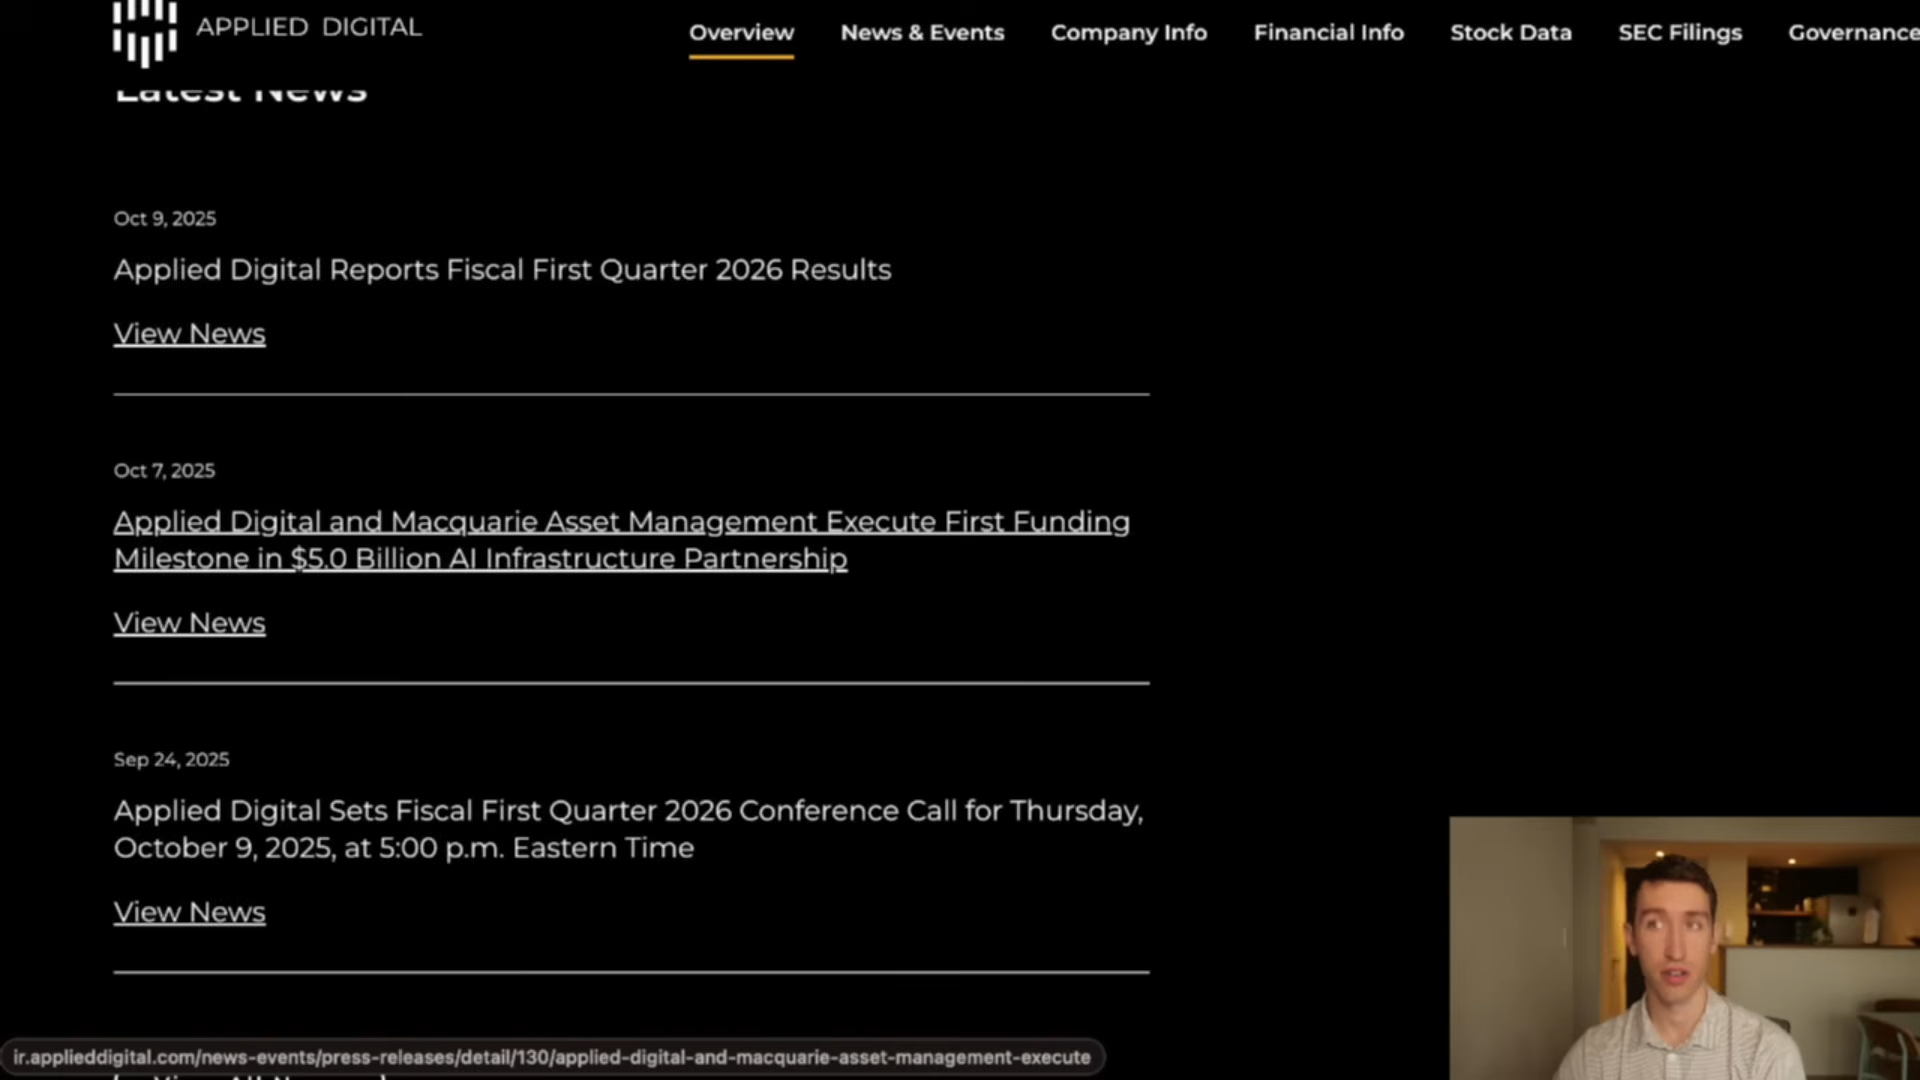 APPLIED DIGITAL
Overview
News & Events
Company Info
Financial Info
Stock Data
SEC Filings
Governance
Latest News
Oct 9, 2025
Applied Digital Reports Fiscal First Quarter 2026 Results
View News
Oct 7, 2025
Applied Digital and Macquarie Asset Management Execute First Funding
Milestone in $5.0 Billion AI Infrastructure Partnership
View News
Sep 24, 2025
Applied Digital Sets Fiscal First Quarter 2026 Conference Call for Thursday,
October 9, 2025, at 5:00 p.m. Eastern Time
View News
ir.applieddigital.com/news-events/press-releases/detail/130/applied-digital-and-macquarie-asset-management-execute